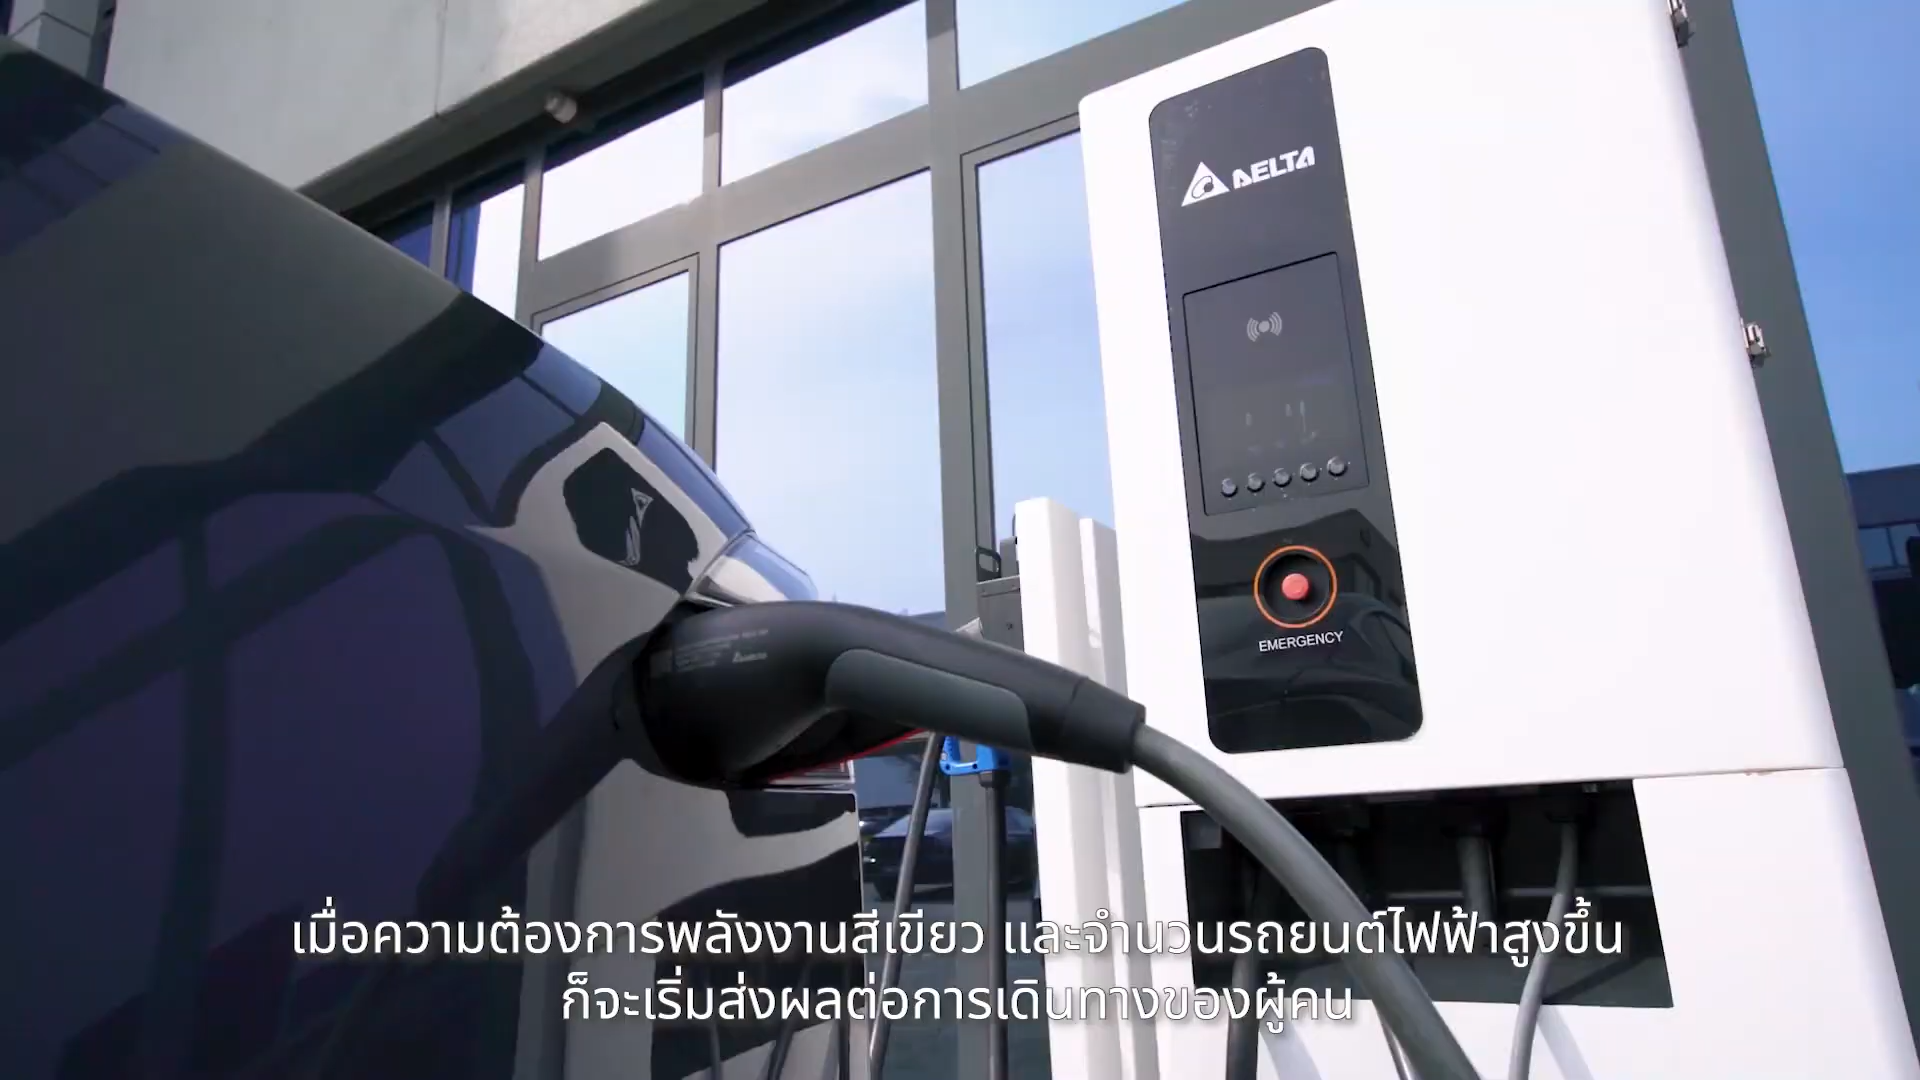 DELTA
EMERGENCY
เมื่อความต้องการพลังงานสีเขียว และจำนวนรถยนต์ไฟฟ้าสูงขึ้น
ก็จะเริ่มส่งผลต่อการเดินทางของผู้คน